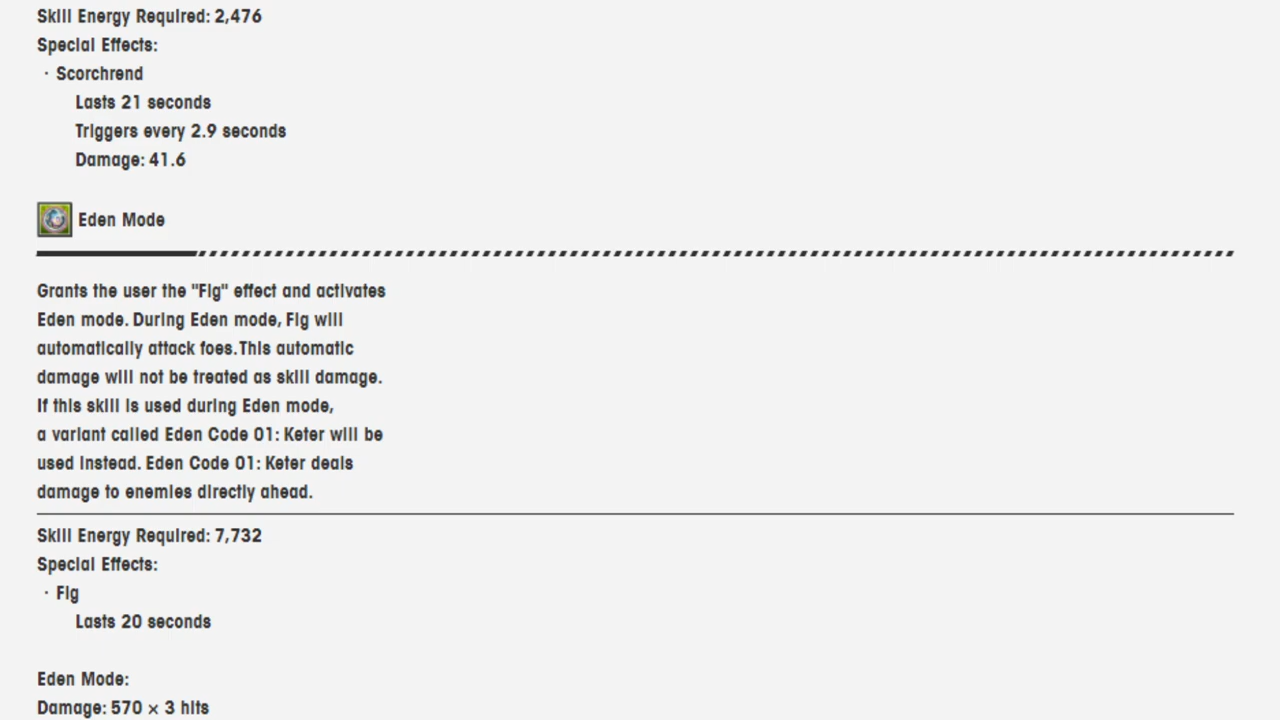 Skill Energy Required: 2,476
Special Effects:
· Scorchrend
Lasts 21 seconds
Triggers every 2.9 seconds
Damage: 41.6
Eden Mode
Grants the user the "Fig" effect and activates
Eden mode. During Eden mode, Fig will
automatically attack foes.This automatic
damage will not be treated as skill damage.
If this skill is used during Eden mode,
a variant called Eden Code 01: Keter will be
used instead. Eden Code 01: Keter deals
damage to enemies directly ahead.
Skill Energy Required: 7,732
Special Effects:
· Fig
Lasts 20 seconds
Eden Mode:
Damage: 570 × 3 hits